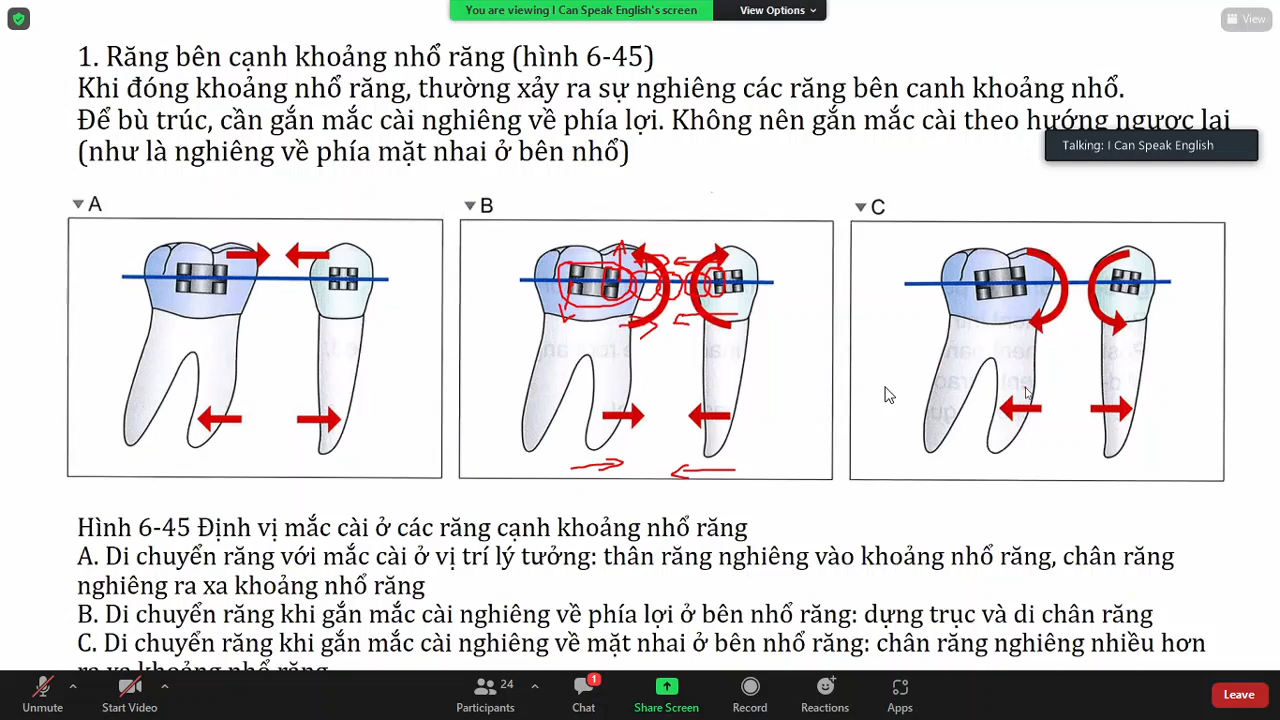 You are viewing I Can Speak English's screen
View Options
View
1. Răng bên cạnh khoảng nhổ răng (hình 6-45)
Khi đóng khoảng nhổ răng, thường xảy ra sự nghiêng các răng bên canh khoảng nhổ.
Để bù trúc, cần gắn mắc cài nghiêng về phía lợi. Không nên gắn mắc cài theo hướng ngược lại
Talking: I Can Speak English
(như là nghiêng về phía mặt nhai ở bên nhổ)
A
B
C
Hình 6-45 Định vị mắc cài ở các răng cạnh khoảng nhổ răng
A. Di chuyển răng với mắc cài ở vị trí lý tưởng: thân răng nghiêng vào khoảng nhổ răng, chân răng
nghiêng ra xa khoảng nhổ răng
B. Di chuyển răng khi gắn mắc cài nghiêng về phía lợi ở bên nhổ răng: dựng trục và di chân răng
C. Di chuyển răng khi gắn mắc cài nghiêng về mặt nhai ở bên nhổ răng: chân răng nghiêng nhiều hơn
ra xa khoảng nhổ răng
Unmute
Start Video
24
Participants
1
Chat
Share Screen
Record
Reactions
Apps
Leave